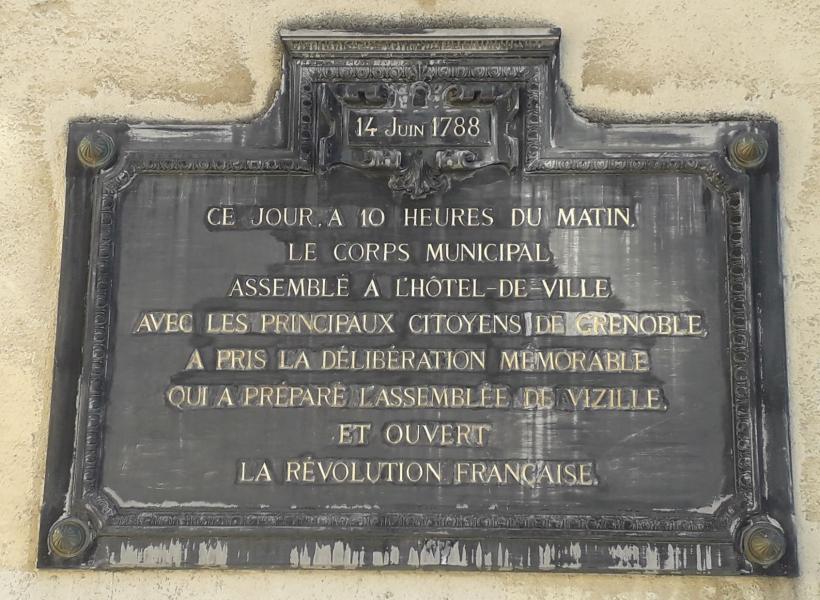 14 JUIN 1788
CE JOUR, A 10 HEURES DU MATIN,
LE CORPS MUNICIPAL
ASSEMBLÉ A L'HÔTEL-DE-VILLE
AVEC LES PRINCIPAUX CITOYENS DE GRENOBLE,
A PRIS LA DÉLIBÉRATION MÉMORABLE
QUI A PRÉPARÉ L'ASSEMBLÉE DE VIZILLE,
ET OUVERT
LA RÉVOLUTION FRANÇAISE.